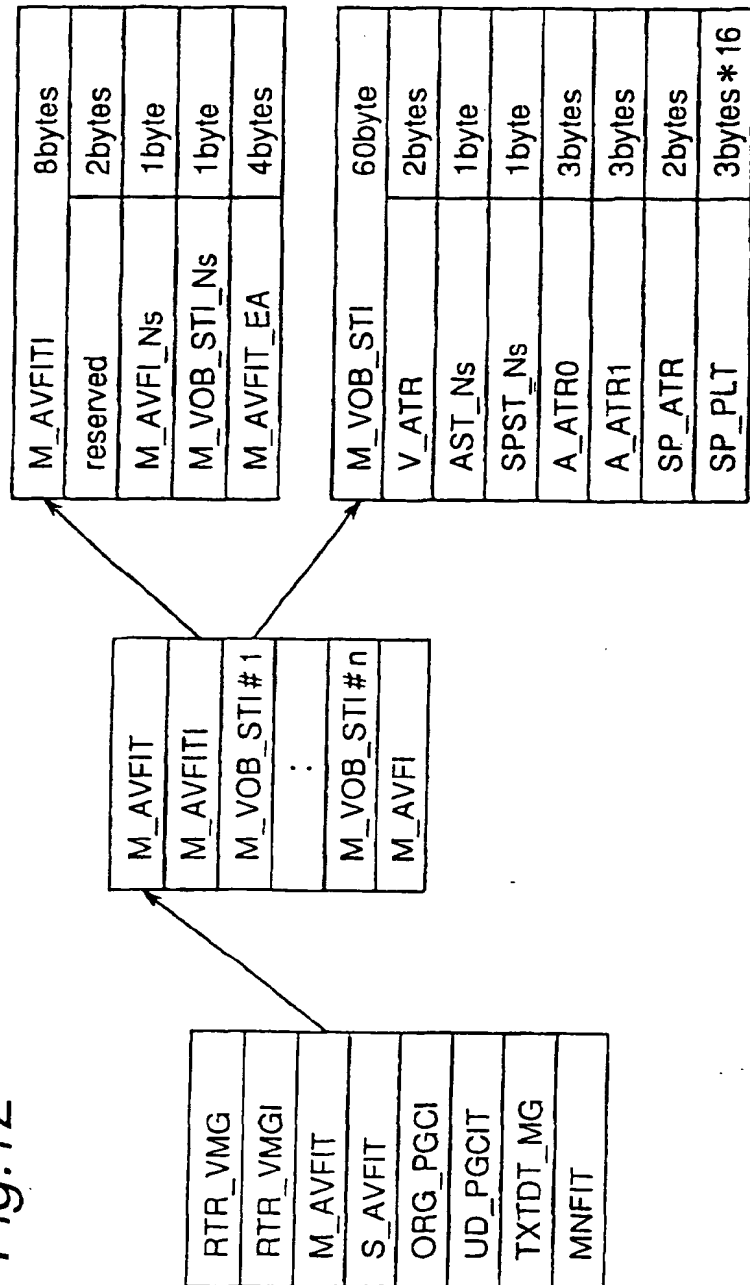 Fig.12
RTR_VMG
RTR_VMGI
M_AVFIT
S_AVFIT
ORG_PGCI
UD_PGCIT
TXTDT_MG
MNFIT
M_AVFIT
M_AVFITI
M_VOB_STI#1
:
M_VOB_STI#n
M_AVFI
M_AVFITI 8bytes
reserved 2bytes
M_AVFI_Ns 1byte
M_VOB_STI_Ns 1byte
M_AVFIT_EA 4bytes
M_VOB_STI 60byte
V_ATR 2bytes
AST_Ns 1byte
SPST_Ns 1byte
A_ATR0 3bytes
A_ATR1 3bytes
SP_ATR 2bytes
SP_PLT 3bytes*16